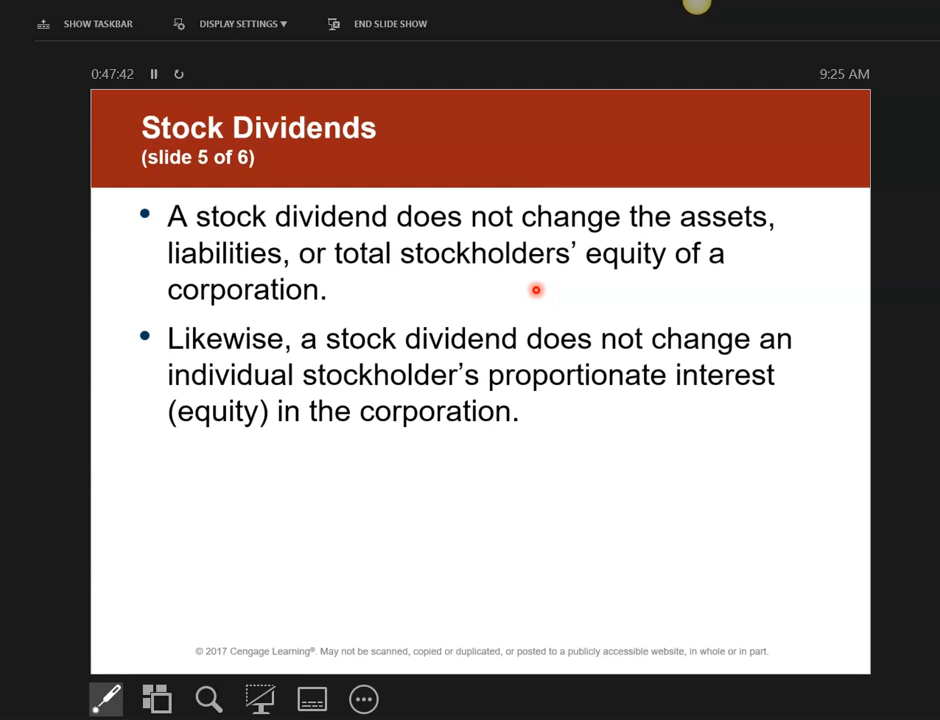 SHOW TASKBAR DISPLAY SETTINGS ▼ END SLIDE SHOW
0:47:42 9:25 AM
Stock Dividends
(slide 5 of 6)
• A stock dividend does not change the assets,
liabilities, or total stockholders’ equity of a
corporation.
• Likewise, a stock dividend does not change an
individual stockholder’s proportionate interest
(equity) in the corporation.
© 2017 Cengage Learning®. May not be scanned, copied or duplicated, or posted to a publicly accessible website, in whole or in part.